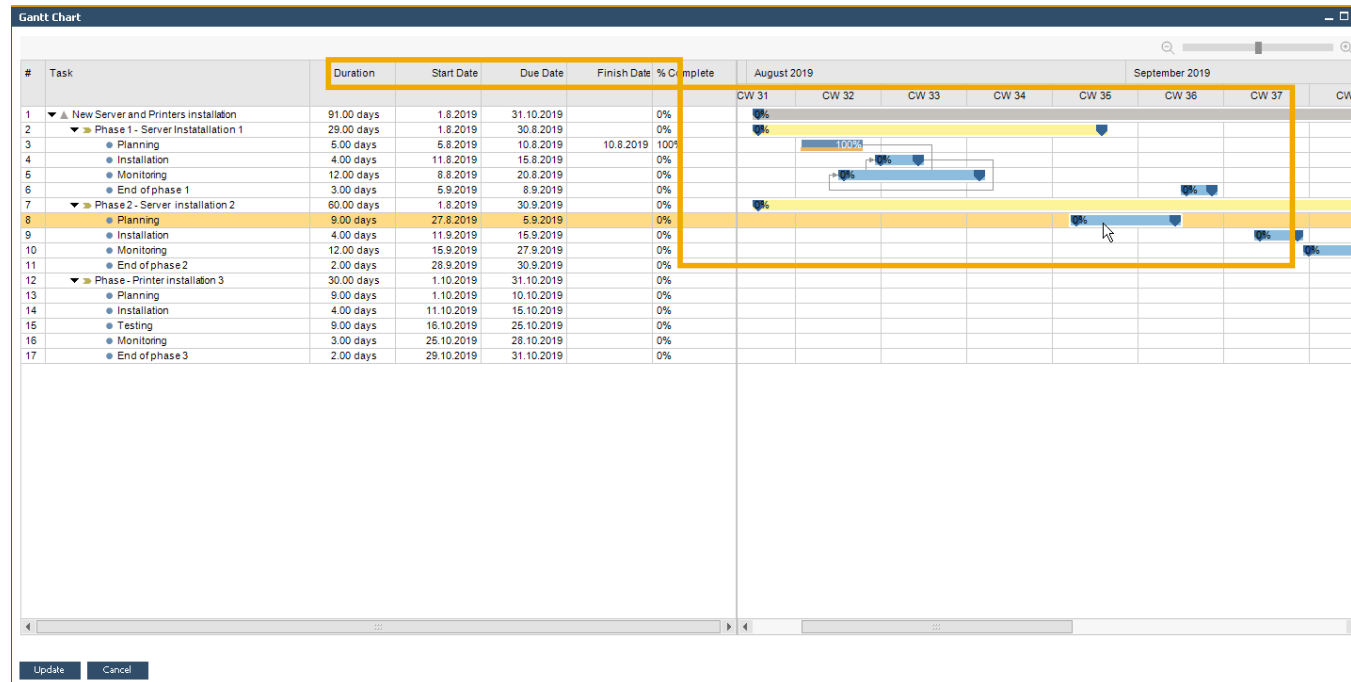 Gantt Chart
# Task Duration Start Date Due Date Finish Date % Complete August 2019 September 2019
CW 31 CW 32 CW 33 CW 34 CW 35 CW 36 CW 37 CW
1 New Server and Printers installation 91.00 days 1.8.2019 31.10.2019 0% 0%
2 Phase 1 - Server Instatallation 1 29.00 days 1.8.2019 30.8.2019 0% 0%
3 Planning 5.00 days 5.8.2019 10.8.2019 10.8.2019 100% 100%
4 Installation 4.00 days 11.8.2019 15.8.2019 0% 0%
5 Monitoring 12.00 days 8.8.2019 20.8.2019 0% 0%
6 End of phase 1 3.00 days 5.9.2019 8.9.2019 0% 0%
7 Phase 2 - Server installation 2 60.00 days 1.8.2019 30.9.2019 0% 0%
8 Planning 9.00 days 27.8.2019 5.9.2019 0% 0%
9 Installation 4.00 days 11.9.2019 15.9.2019 0% 0%
10 Monitoring 12.00 days 15.9.2019 27.9.2019 0% 0%
11 End of phase 2 2.00 days 28.9.2019 30.9.2019 0%
12 Phase - Printer installation 3 30.00 days 1.10.2019 31.10.2019 0%
13 Planning 9.00 days 1.10.2019 10.10.2019 0%
14 Installation 4.00 days 11.10.2019 15.10.2019 0%
15 Testing 9.00 days 16.10.2019 25.10.2019 0%
16 Monitoring 3.00 days 25.10.2019 28.10.2019 0%
17 End of phase 3 2.00 days 29.10.2019 31.10.2019 0%
Update Cancel